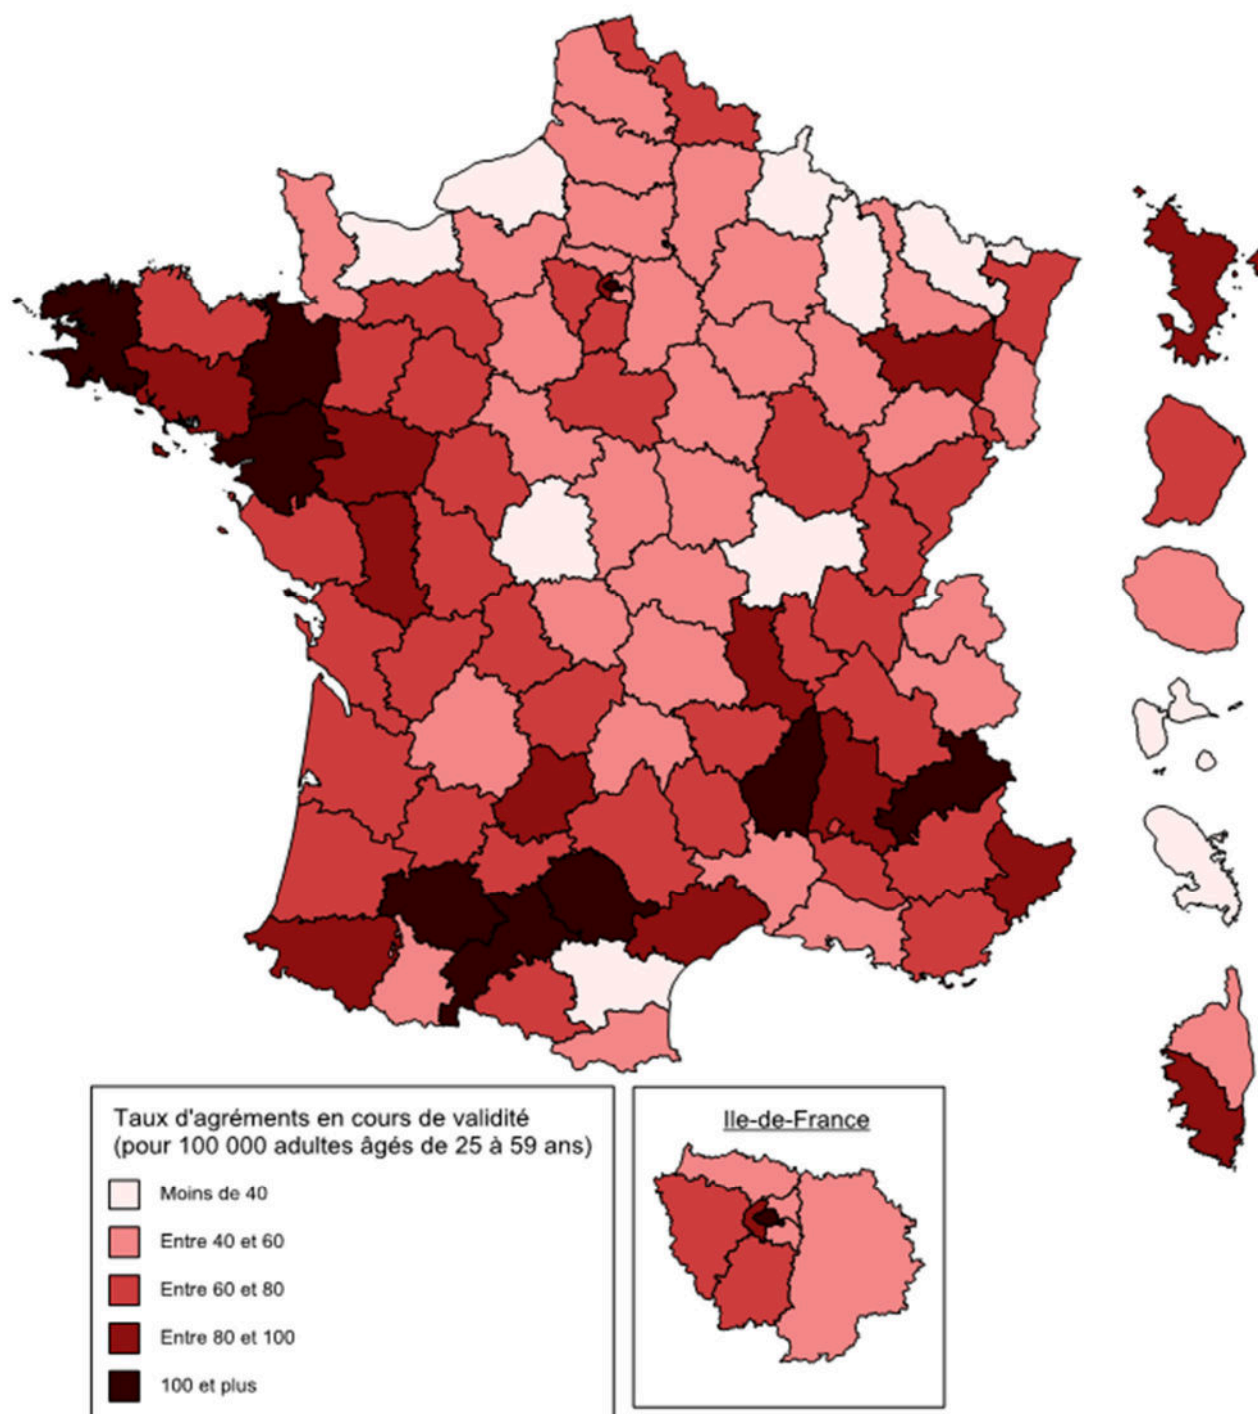 Taux d'agréments en cours de validité
(pour 100 000 adultes âgés de 25 à 59 ans)
Moins de 40
Entre 40 et 60
Entre 60 et 80
Entre 80 et 100
100 et plus
Ile-de-France